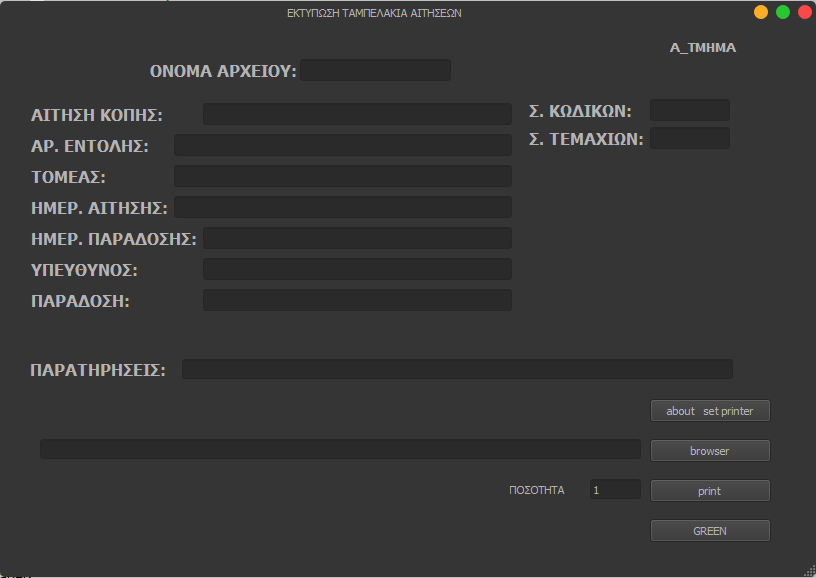 ΕΚΤΥΠΩΣΗ ΤΑΜΠΕΛΑΚΙΑ ΑΙΤΗΣΕΩΝ
Α_ΤΜΗΜΑ
ΟΝΟΜΑ ΑΡΧΕΙΟΥ:
ΑΙΤΗΣΗ ΚΟΠΗΣ:
Σ. ΚΩΔΙΚΩΝ:
ΑΡ. ΕΝΤΟΛΗΣ:
Σ. ΤΕΜΑΧΙΩΝ:
ΤΟΜΕΑΣ:
ΗΜΕΡ. ΑΙΤΗΣΗΣ:
ΗΜΕΡ. ΠΑΡΑΔΟΣΗΣ:
ΥΠΕΥΘΥΝΟΣ:
ΠΑΡΑΔΟΣΗ:
ΠΑΡΑΤΗΡΗΣΕΙΣ:
about set printer
browser
ΠΟΣΟΤΗΤΑ 1 print
GREEN